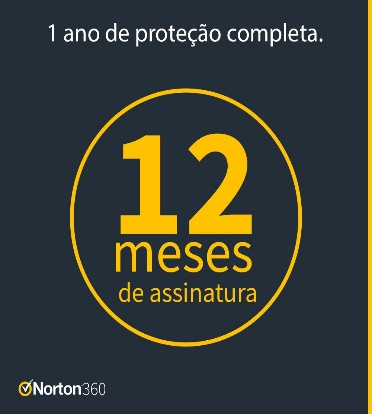 1 ano de proteção completa.
12
meses
de assinatura
Norton360